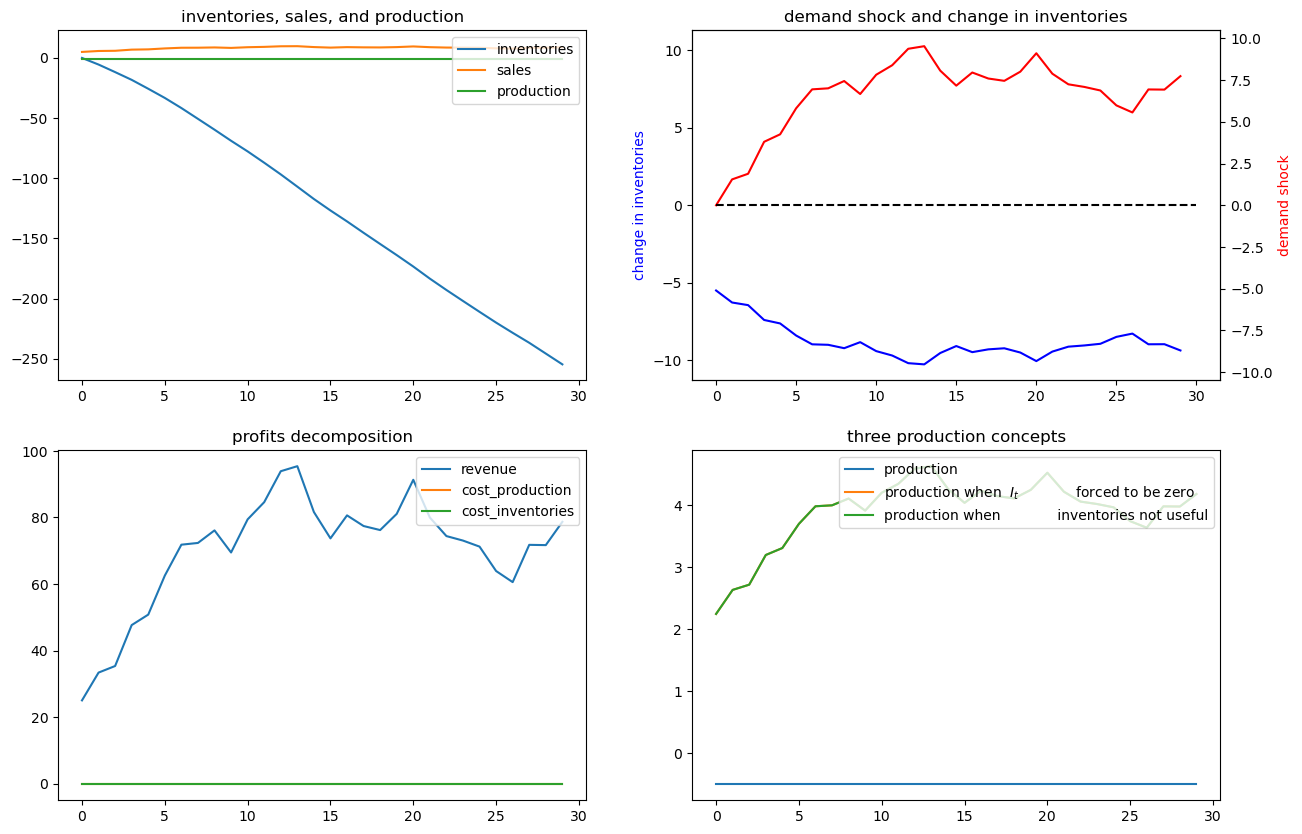 inventories, sales, and production
0
−50
−100
−150
−200
−250
0 5 10 15 20 25 30
inventories
sales
production
demand shock and change in inventories
change in inventories
10
5
0
−5
−10
0 5 10 15 20 25 30
10.0
7.5
5.0
2.5
0.0
−2.5
−5.0
−7.5
−10.0
demand shock
profits decomposition
100
80
60
40
20
0
0 5 10 15 20 25 30
revenue
cost_production
cost_inventories
three production concepts
4
3
2
1
0
0 5 10 15 20 25 30
production
production when I_t forced to be zero
production when inventories not useful